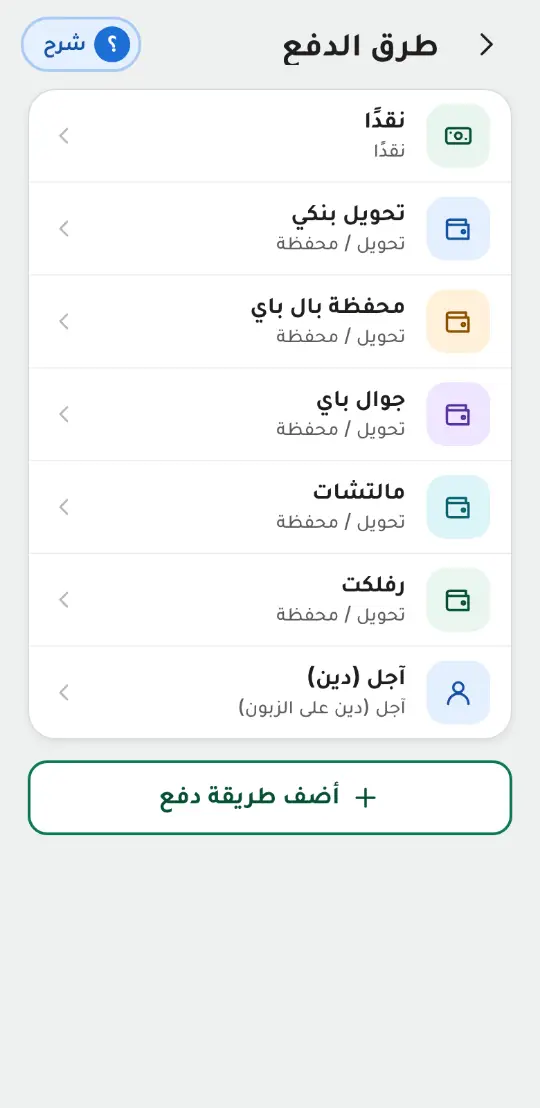 طرق الدفع
؟ شرح
نقدًا
نقدًا
تحويل بنكي
تحويل / محفظة
محفظة بال باي
تحويل / محفظة
جوال باي
تحويل / محفظة
مالتشات
تحويل / محفظة
رفلكت
تحويل / محفظة
آجل (دين)
آجل (دين على الزبون)
+ أضف طريقة دفع